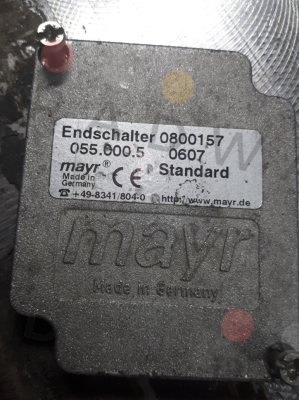 Endschalter 0800157
055.000.5 0607
mayr® CE Standard
Made in
Germany
☎ +49-8341/804-0 http://www.mayr.de
mayr
Made in Germany